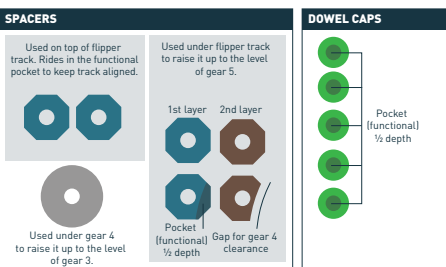 SPACERS
Used on top of flipper
track. Rides in the functional
pocket to keep track aligned.
Used under gear 4
to raise it up to the level
of gear 3.
Used under flipper track
to raise it up to the level
of gear 5.
1st layer
2nd layer
Pocket
(functional)
½ depth
Gap for gear 4
clearance
DOWEL CAPS
Pocket
(functional)
½ depth